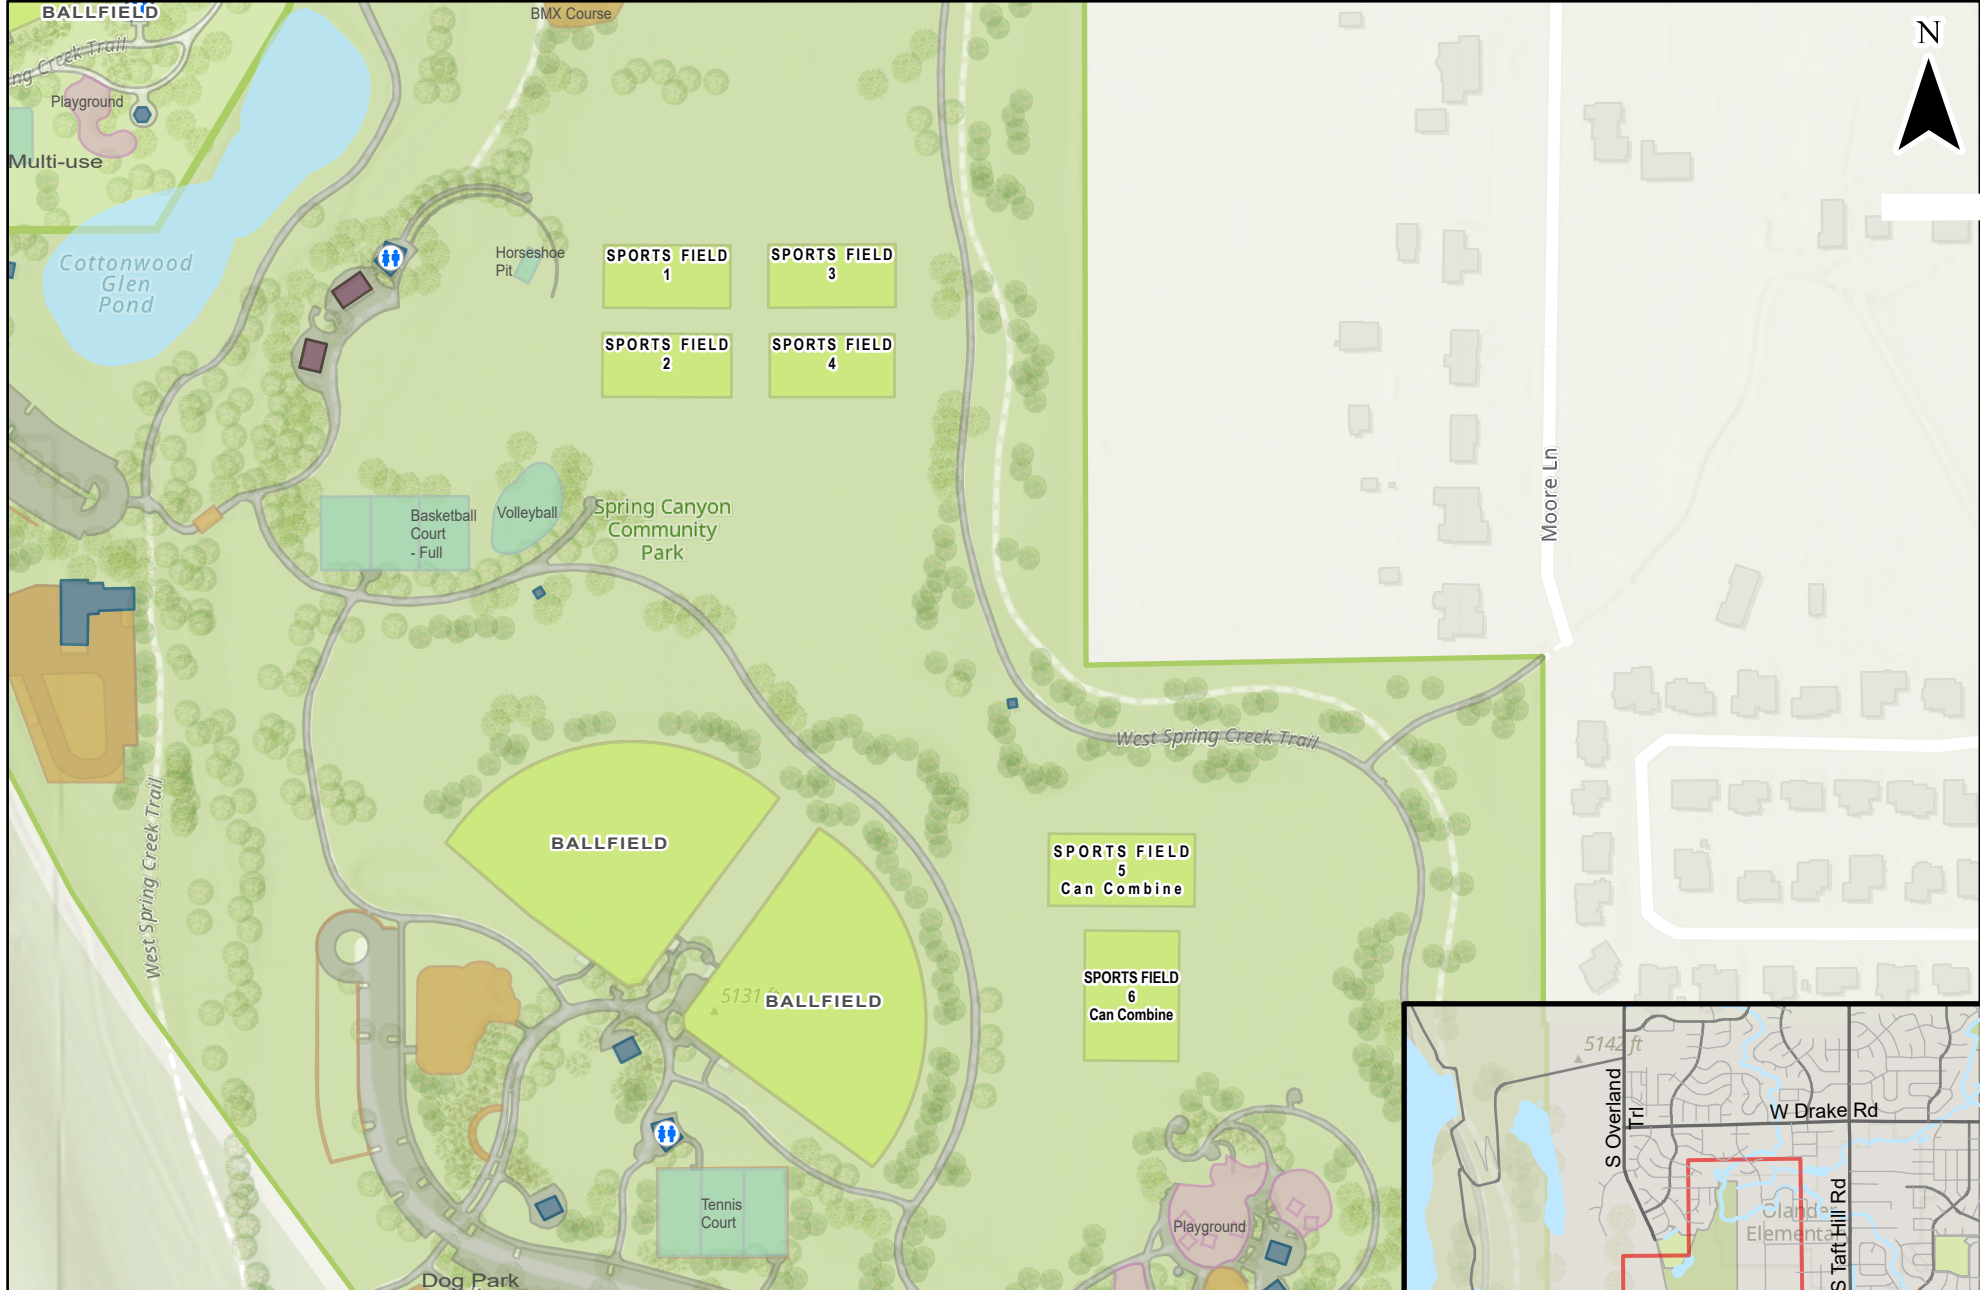 BALLFIELD
BMX Course
N
ng Creek Trail
Playground
Multi-use
Cottonwood
Glen
Pond
Horseshoe
Pit
SPORTS FIELD
1
SPORTS FIELD
3
SPORTS FIELD
2
SPORTS FIELD
4
Moore Ln
Basketball
Court
- Full
Volleyball
Spring Canyon
Community
Park
West Spring Creek Trail
West Spring Creek Trail
BALLFIELD
SPORTS FIELD
5
Can Combine
5131 ft
BALLFIELD
SPORTS FIELD
6
Can Combine
5142 ft
S Overland
Trl
W Drake Rd
Olander
Elementa
S Taft Hill Rd
Tennis
Court
Playground
Dog Park